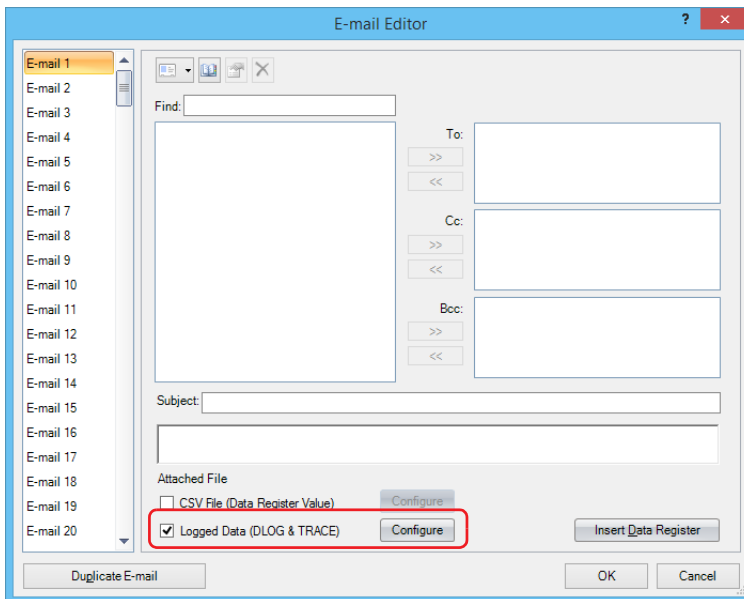 E-mail Editor
?
E-mail 1
E-mail 2
E-mail 3
E-mail 4
E-mail 5
E-mail 6
E-mail 7
E-mail 8
E-mail 9
E-mail 10
E-mail 11
E-mail 12
E-mail 13
E-mail 14
E-mail 15
E-mail 16
E-mail 17
E-mail 18
E-mail 19
E-mail 20
Find:
To:
>>
<<
Cc:
>>
<<
Bcc:
>>
<<
Subject:
Attached File
CSV File (Data Register Value) Configure
Logged Data (DLOG & TRACE) Configure Insert Data Register
Duplicate E-mail OK Cancel